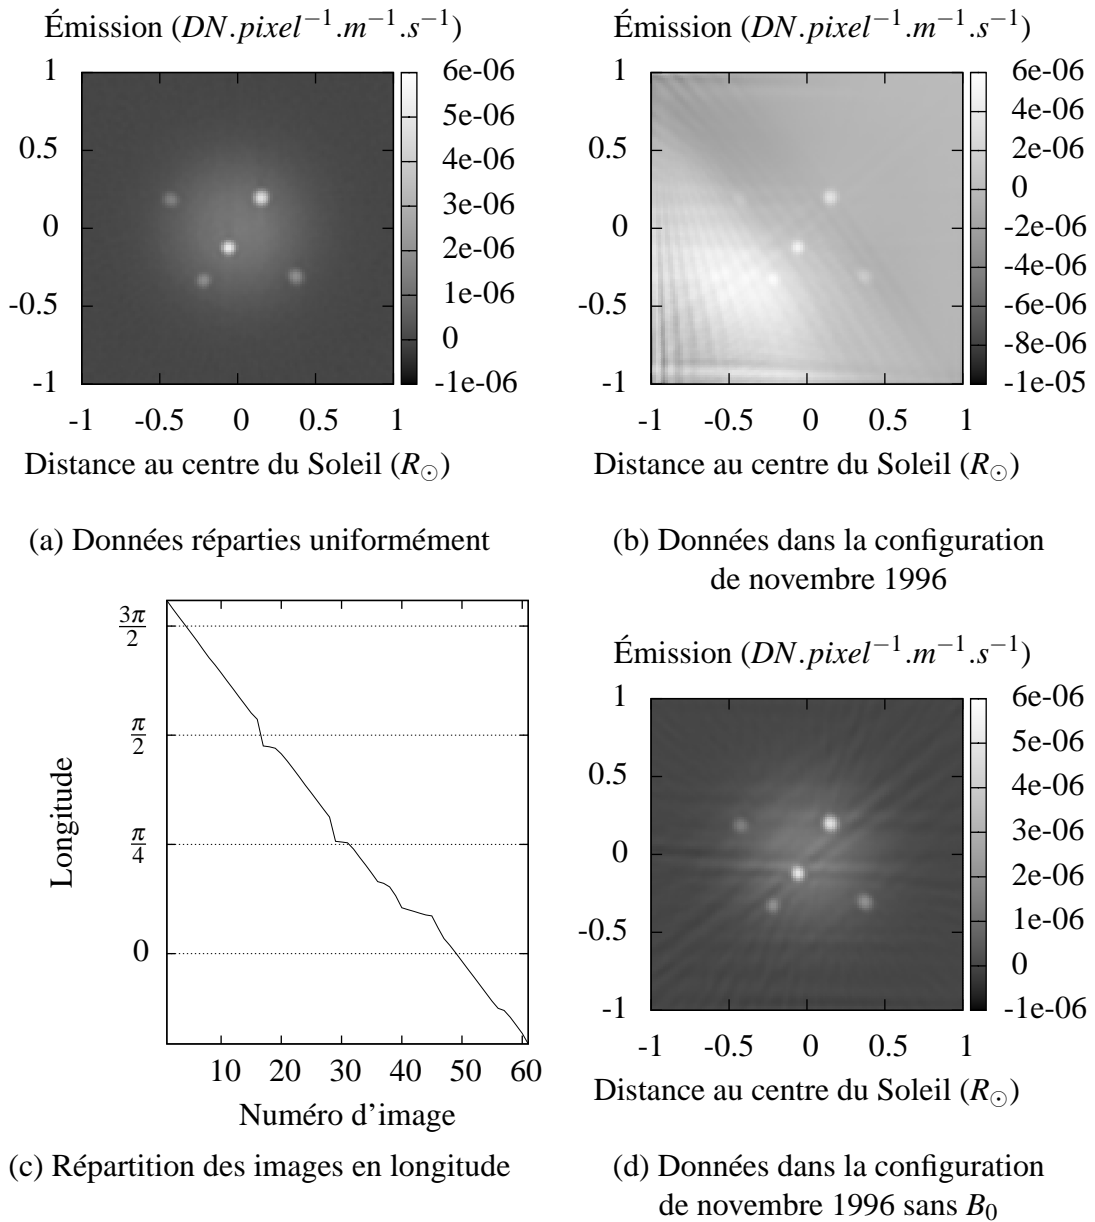 Émission (DN.pixel⁻¹.m⁻¹.s⁻¹)
1
0.5
0
-0.5
-1
-1 -0.5 0 0.5 1
6e-06
5e-06
4e-06
3e-06
2e-06
1e-06
0
-1e-06
Distance au centre du Soleil (R☉)
(a) Données réparties uniformément
Émission (DN.pixel⁻¹.m⁻¹.s⁻¹)
1
0.5
0
-0.5
-1
-1 -0.5 0 0.5 1
6e-06
4e-06
2e-06
0
-2e-06
-4e-06
-6e-06
-8e-06
-1e-05
Distance au centre du Soleil (R☉)
(b) Données dans la configuration
de novembre 1996
Longitude
3π/2
π/2
π/4
0
10 20 30 40 50 60
Numéro d'image
(c) Répartition des images en longitude
Émission (DN.pixel⁻¹.m⁻¹.s⁻¹)
1
0.5
0
-0.5
-1
-1 -0.5 0 0.5 1
6e-06
5e-06
4e-06
3e-06
2e-06
1e-06
0
-1e-06
Distance au centre du Soleil (R☉)
(d) Données dans la configuration
de novembre 1996 sans B₀